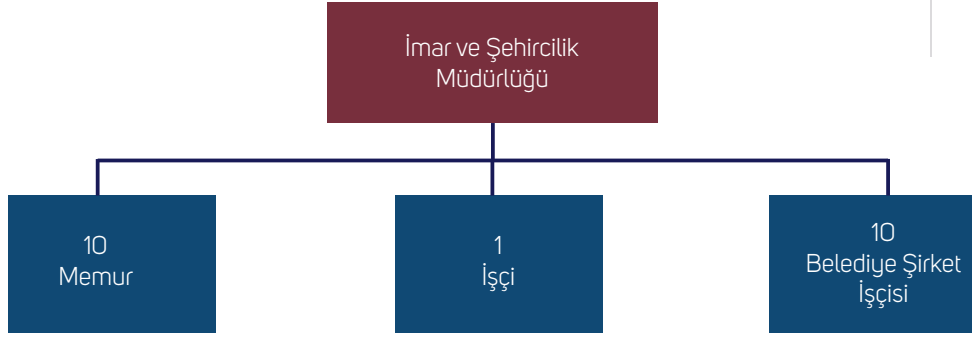 İmar ve Şehircilik
Müdürlüğü
10
Memur
1
İşçi
10
Belediye Şirket
İşçisi